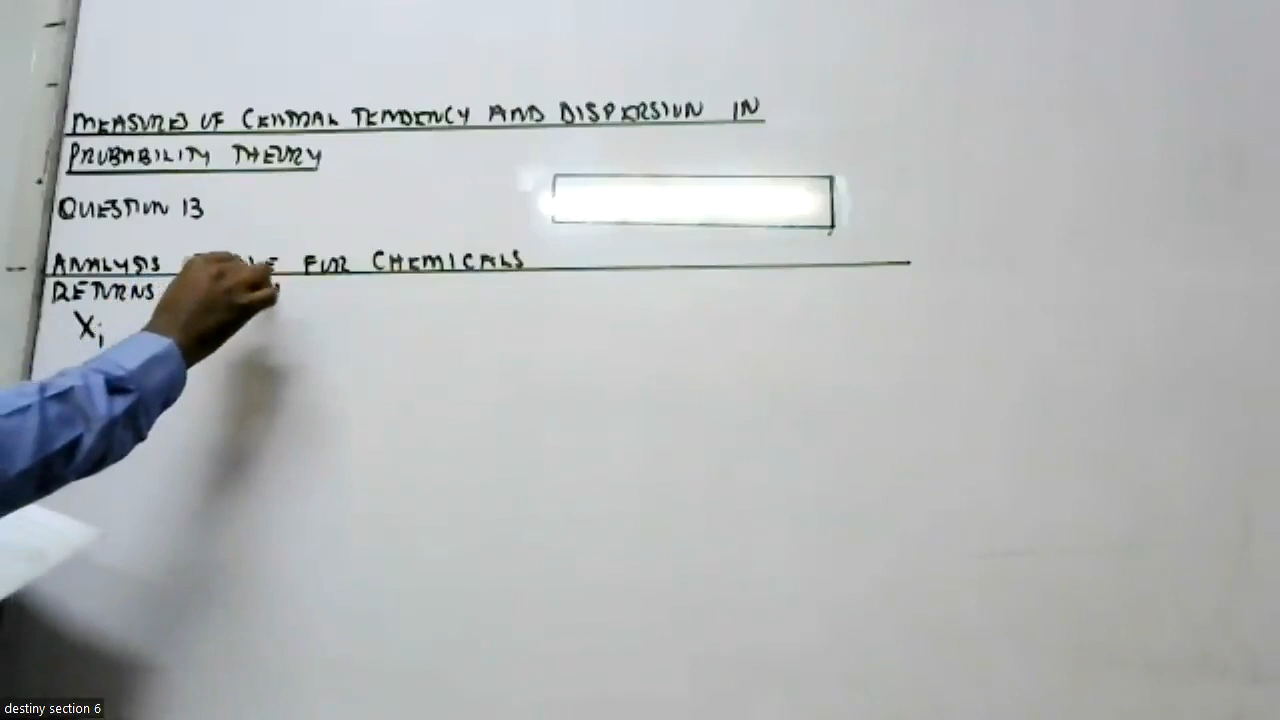 MEASURES OF CENTRAL TENDENCY AND DISPERSION IN
PROBABILITY THEORY
QUESTION 13
ANALYSIS FOR CHEMICALS
RETURNS
Xi
destiny section 6